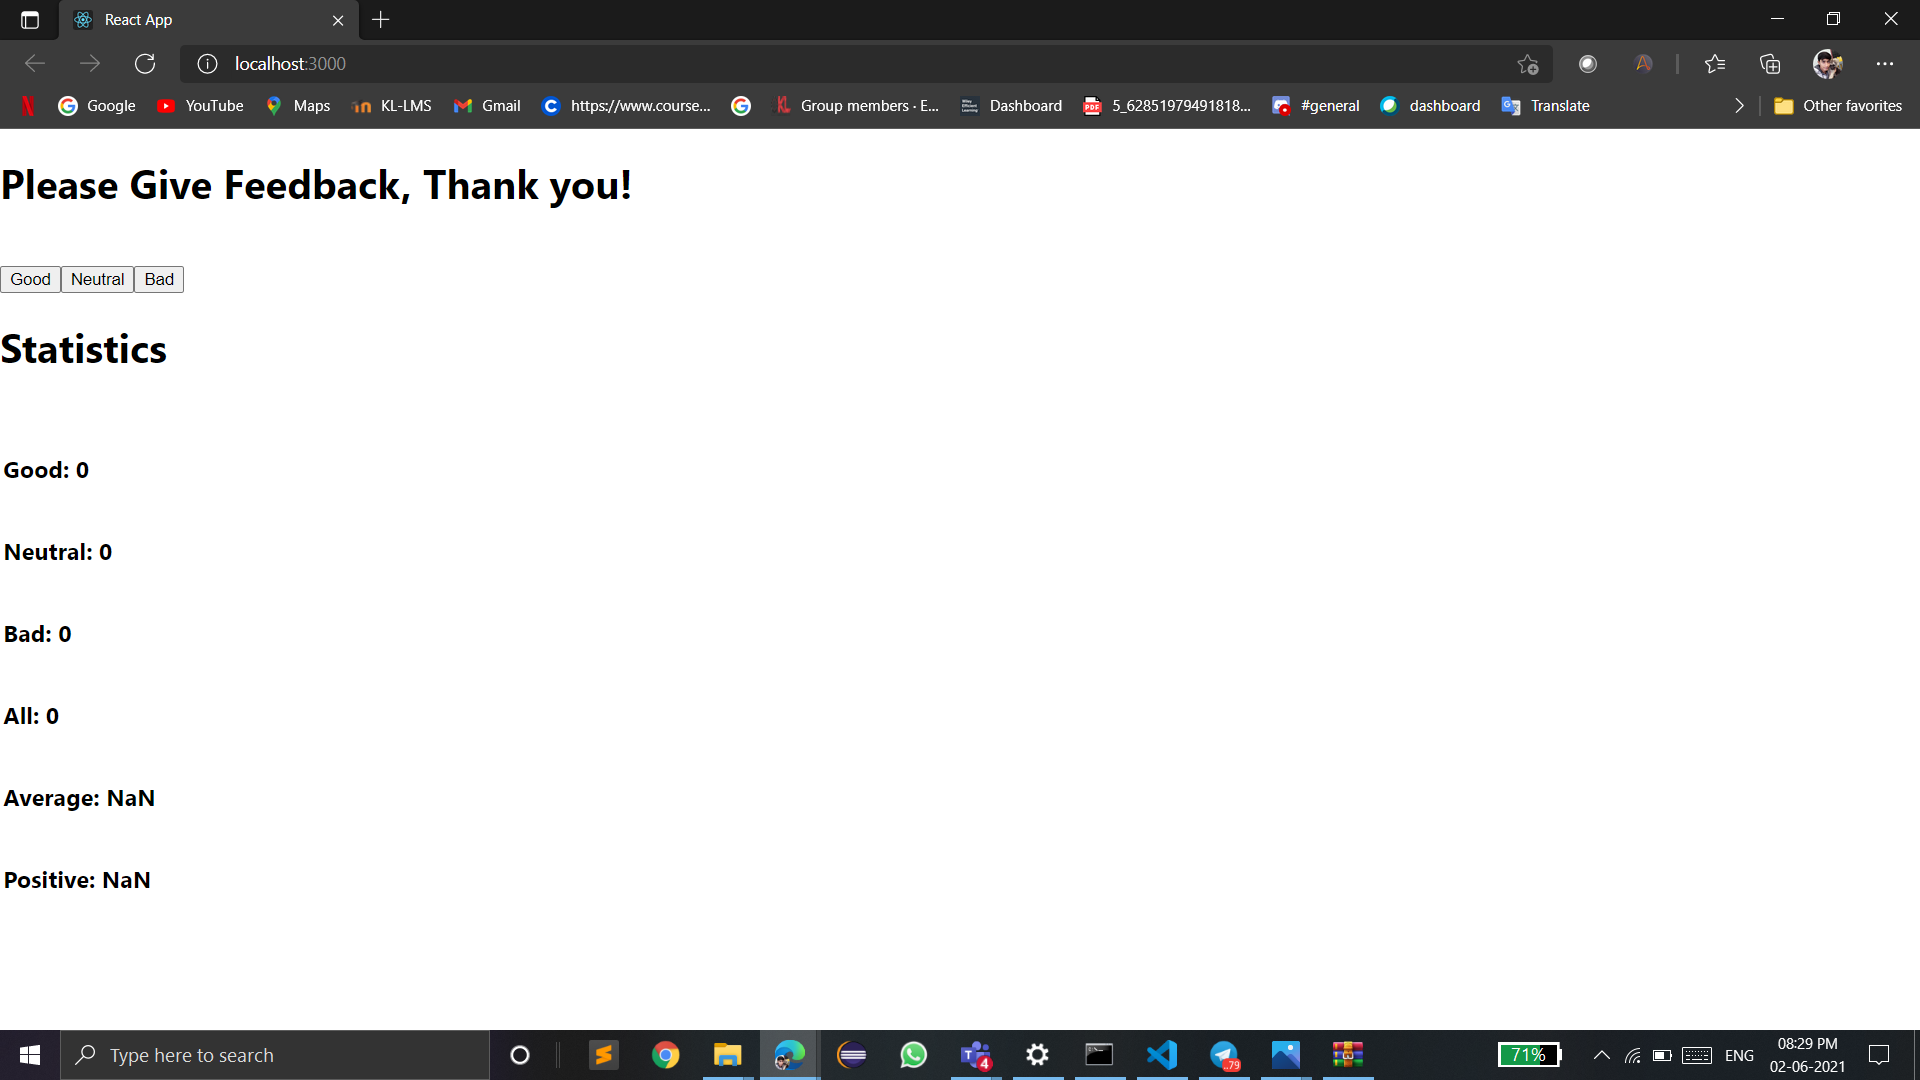 React App
localhost:3000
Google YouTube Maps KL-LMS Gmail https://www.course... Group members · E... Dashboard 5_62851979491818... #general dashboard Translate Other favorites
Please Give Feedback, Thank you!
Good Neutral Bad
Statistics
Good: 0
Neutral: 0
Bad: 0
All: 0
Average: NaN
Positive: NaN
Type here to search 4 ..79 71% ENG 08:29 PM
02-06-2021